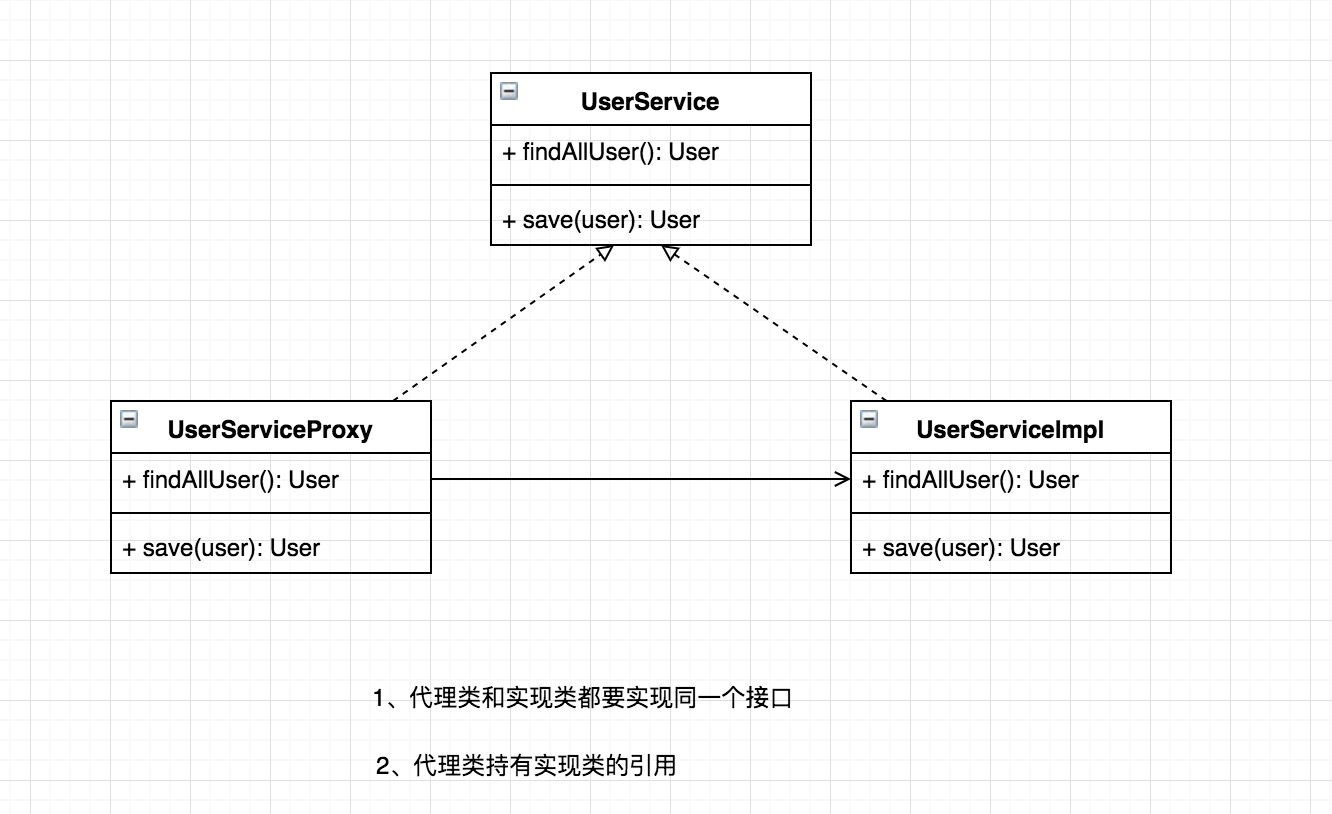 UserService
+ findAllUser(): User
+ save(user): User
UserServiceProxy
+ findAllUser(): User
+ save(user): User
UserServiceImpl
+ findAllUser(): User
+ save(user): User
1、代理类和实现类都要实现同一个接口
2、代理类持有实现类的引用